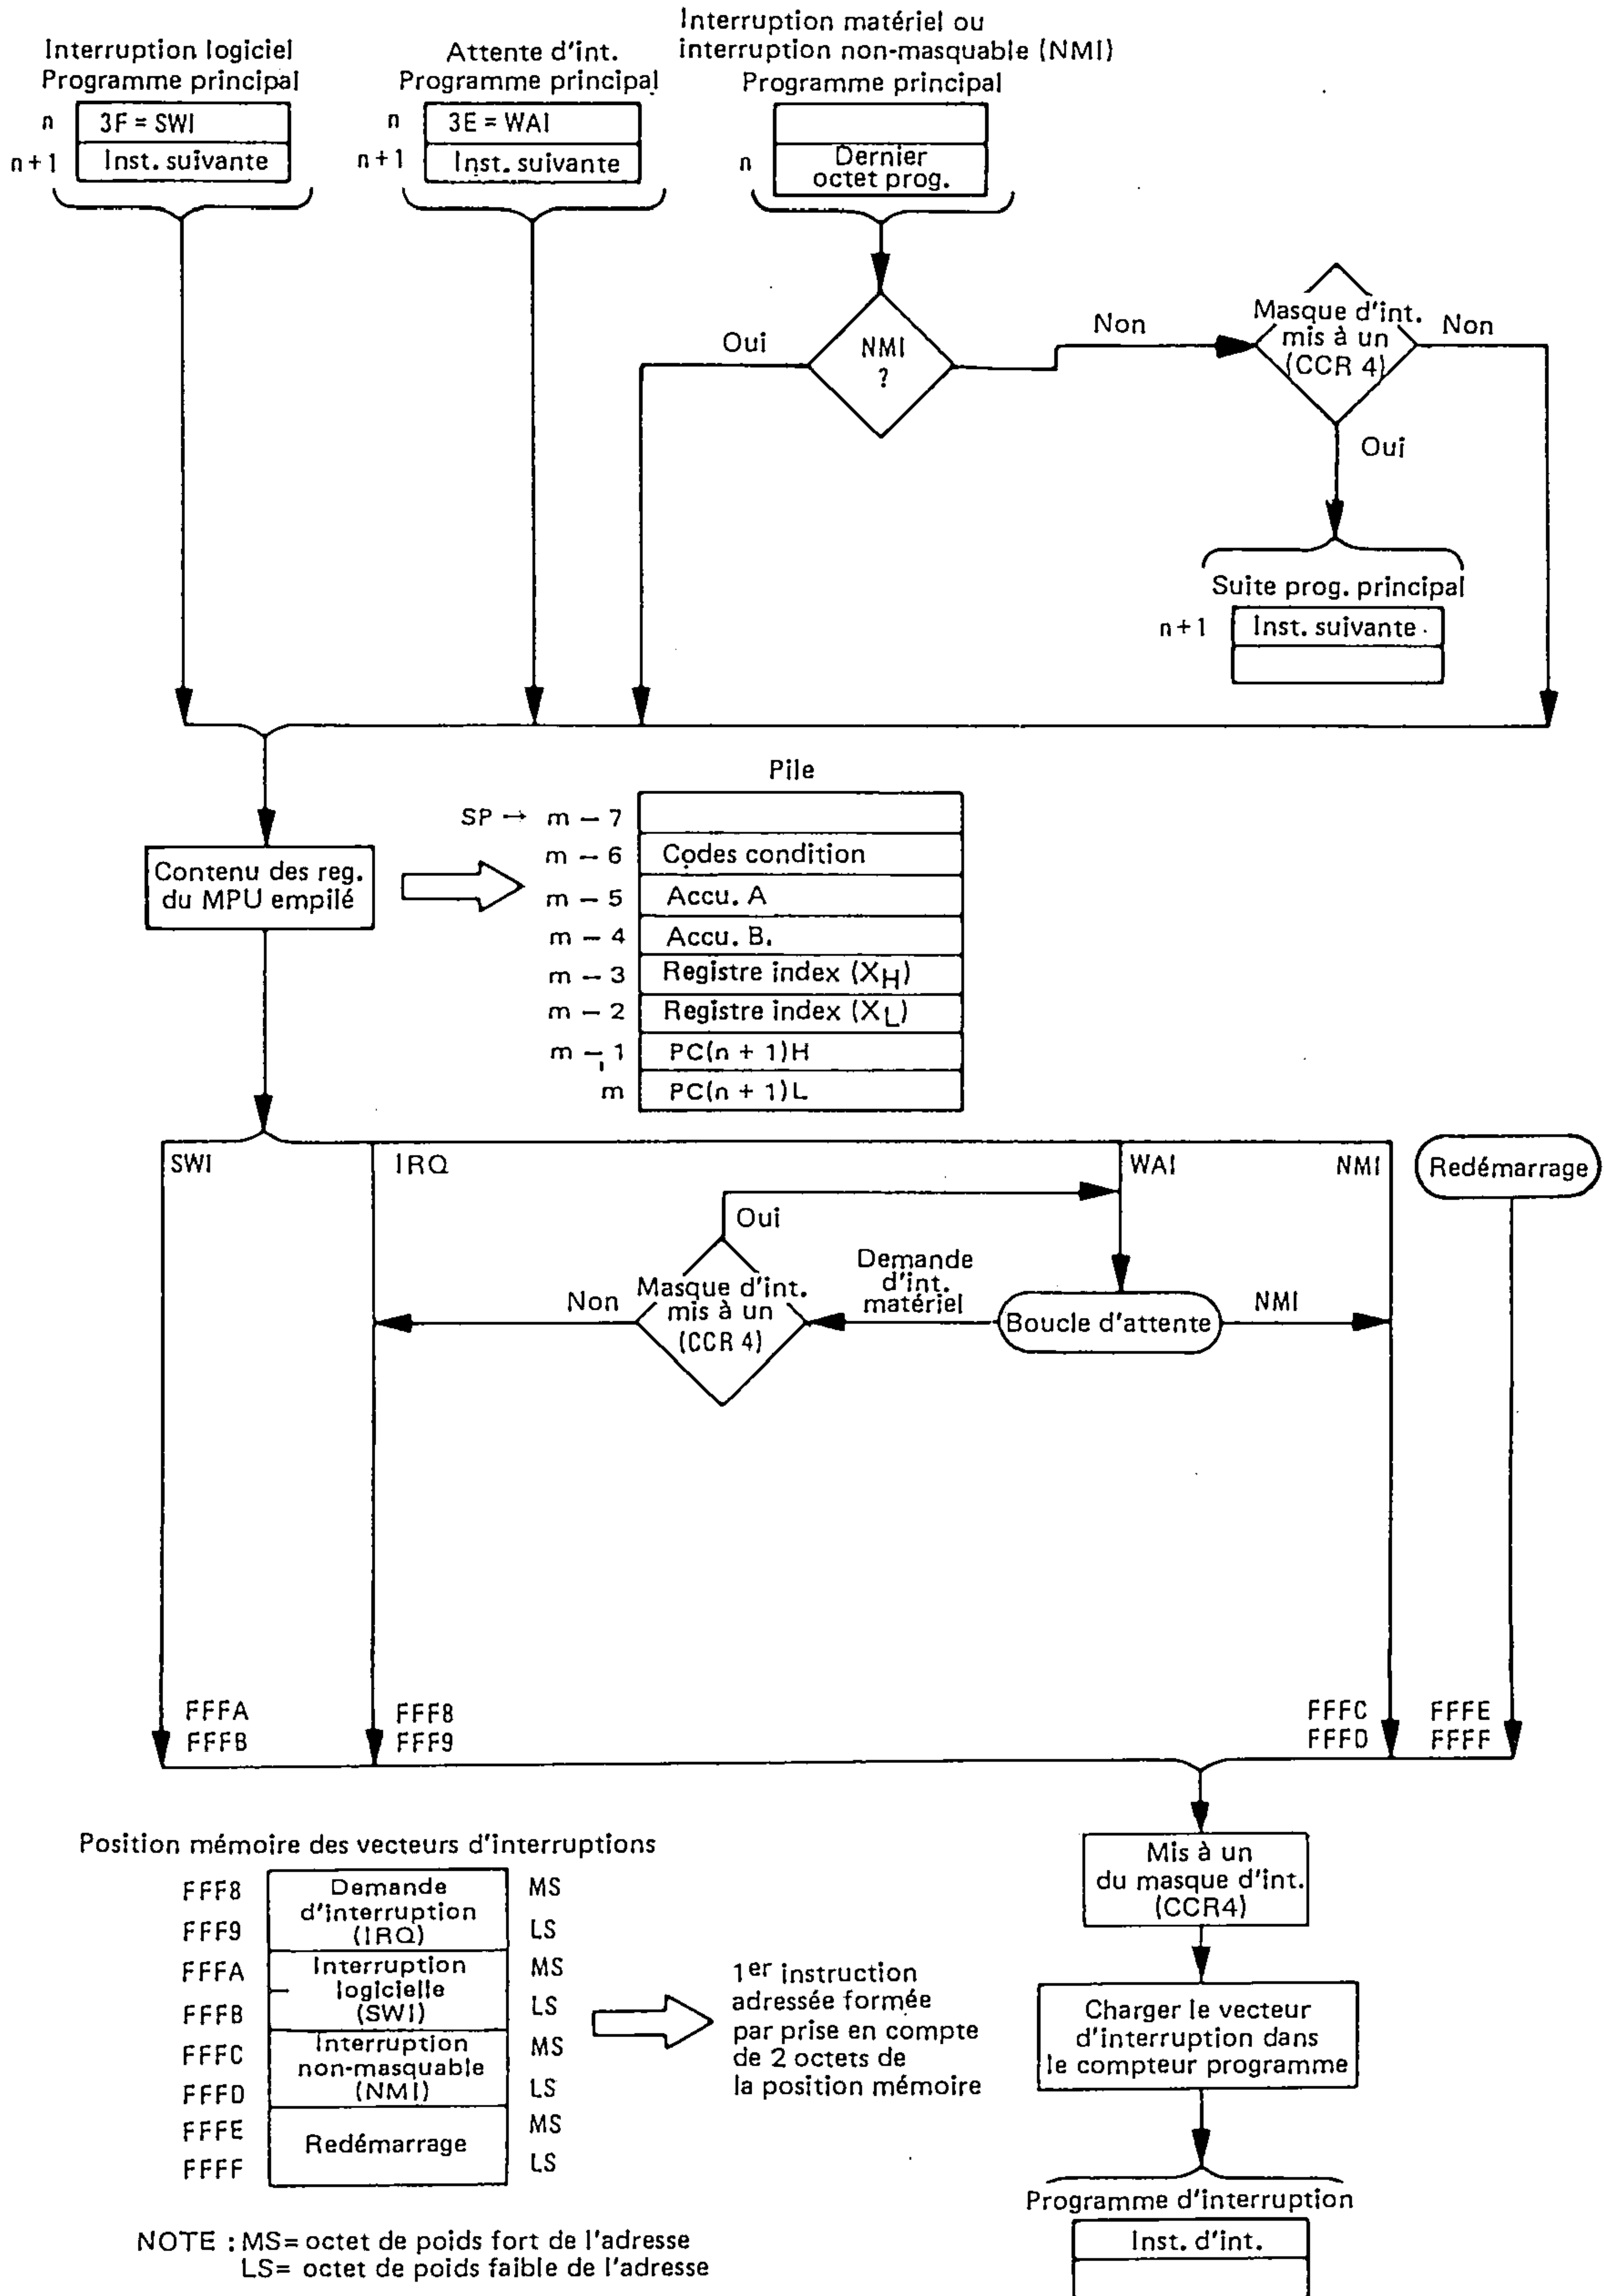 Interruption logiciel
Programme principal
n 3F = SWI
n+1 Inst. suivante
Attente d'int.
Programme principal
n 3E = WAI
n+1 Inst. suivante
Interruption matériel ou
interruption non-masquable (NMI)
Programme principal
n Dernier
octet prog.
Oui
NMI
?
Non
Masque d'int.
mis à un
(CCR 4)
Non
Oui
Suite prog. principal
n+1 Inst. suivante
Pile
SP → m – 7
m – 6 Codes condition
m – 5 Accu. A
m – 4 Accu. B.
m – 3 Registre index (XH)
m – 2 Registre index (XL)
m – 1 PC(n + 1)H
m PC(n + 1)L
Contenu des reg.
du MPU empilé
SWI
IRQ
WAI
NMI
Redémarrage
Oui
Masque d'int.
mis à un
(CCR 4)
Non
Demande
d'int.
matériel
Boucle d'attente
NMI
FFFA
FFFB
FFF8
FFF9
FFFC
FFFD
FFFE
FFFF
Position mémoire des vecteurs d'interruptions
FFF8 Demande MS
d'interruption
FFF9 (IRQ) LS
FFFA Interruption MS
logicielle
FFFB (SWI) LS
FFFC Interruption MS
non-masquable
FFFD (NMI) LS
FFFE MS
Redémarrage
FFFF LS
1er instruction
adressée formée
par prise en compte
de 2 octets de
la position mémoire
Mis à un
du masque d'int.
(CCR4)
Charger le vecteur
d'interruption dans
le compteur programme
Programme d'interruption
Inst. d'int.
NOTE : MS= octet de poids fort de l'adresse
LS= octet de poids faible de l'adresse